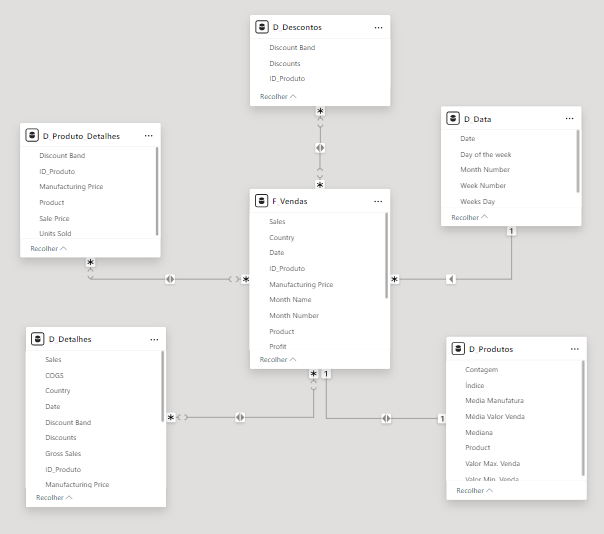 D_Descontos
Discount Band
Discounts
ID_Produto
Recolher
D_Data
Date
Day of the week
Month Number
Week Number
Weeks Day
Recolher
D_Produto_Detalhes
Discount Band
ID_Produto
Manufacturing Price
Product
Sale Price
Units Sold
Recolher
F_Vendas
Sales
Country
Date
ID_Produto
Manufacturing Price
Month Name
Month Number
Product
Profit
Recolher
D_Detalhes
Sales
COGS
Country
Date
Discount Band
Discounts
Gross Sales
ID_Produto
Manufacturing Price
Recolher
D_Produtos
Contagem
Índice
Media Manufatura
Média Valor Venda
Mediana
Product
Valor Max. Venda
Valor Min. Venda
Recolher
*
*
1
*
*
*
*
1
*
1